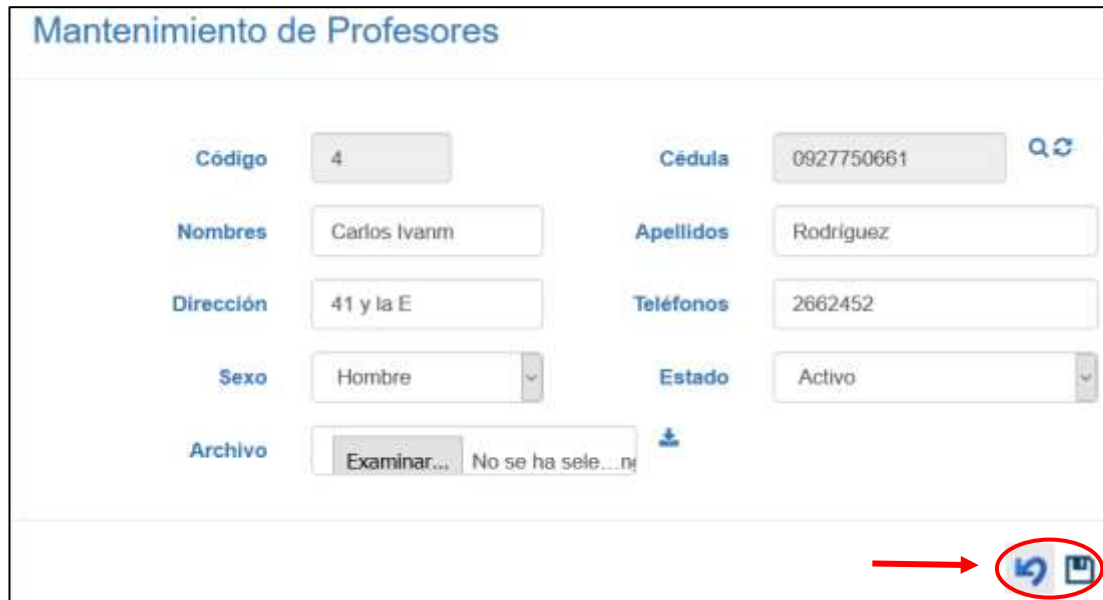 Mantenimiento de Profesores
Código 4 Cédula 0927750661
Nombres Carlos Ivanm Apellidos Rodríguez
Dirección 41 y la E Teléfonos 2662452
Sexo Hombre Estado Activo
Archivo Examinar... No se ha sele...